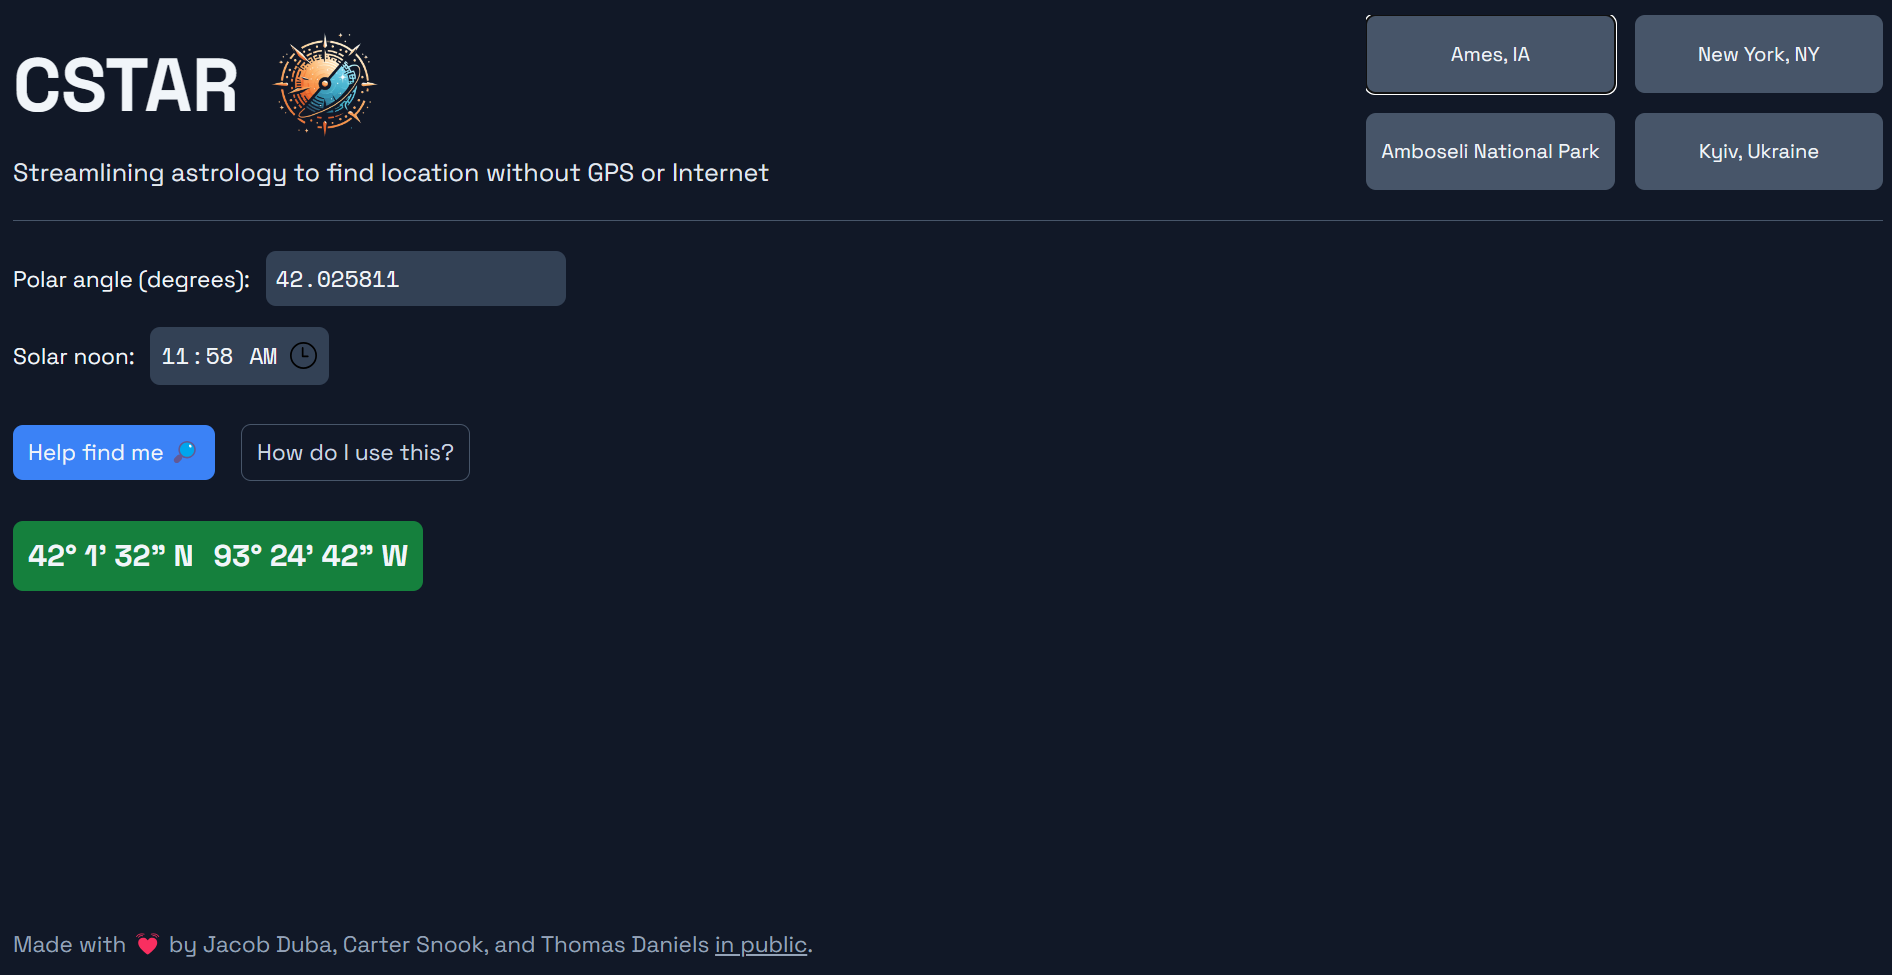 CSTAR
Streamlining astrology to find location without GPS or Internet
Ames, IA
New York, NY
Amboseli National Park
Kyiv, Ukraine
Polar angle (degrees): 42.025811
Solar noon: 11:58 AM
Help find me 🔎
How do I use this?
42° 1’ 32” N 93° 24’ 42” W
Made with 💓 by Jacob Duba, Carter Snook, and Thomas Daniels in public.